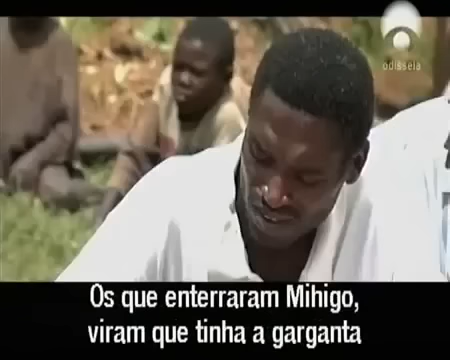 odisseia
Os que enterraram Mihigo,
viram que tinha a garganta